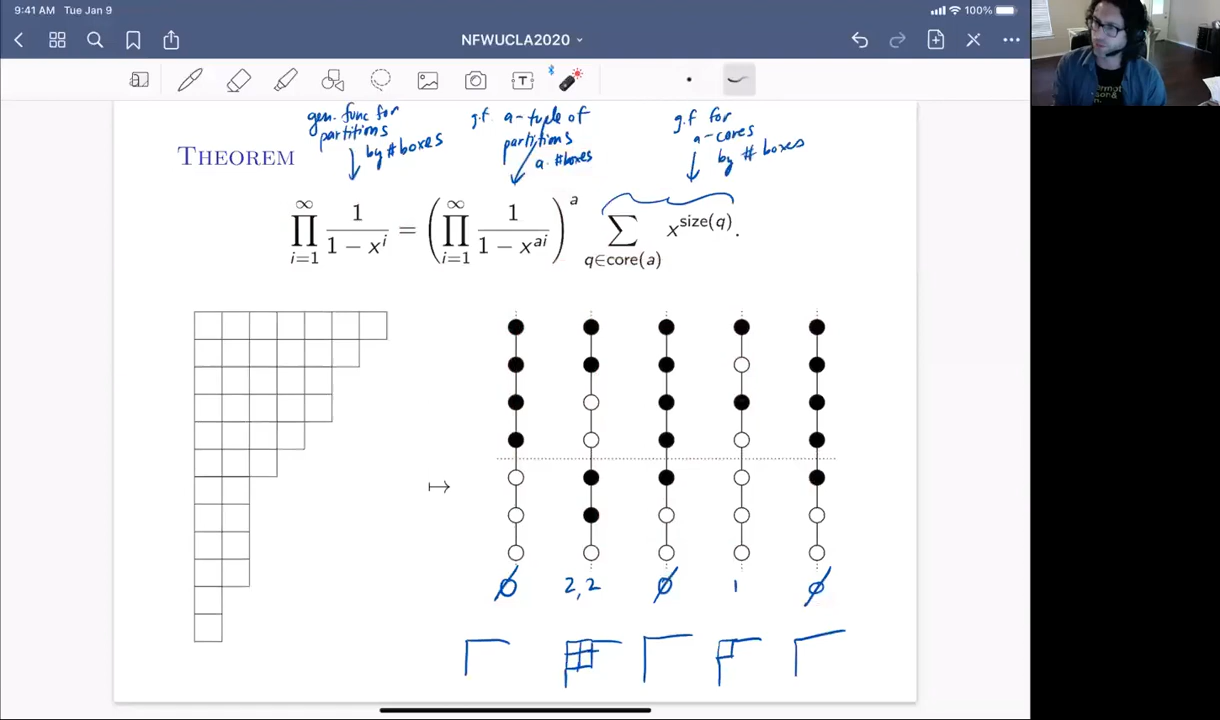 9:41 AM Tue Jan 9
100%
NFWUCLA2020
gen. func for
partitions
by # boxes
g.f. a-tuple of
partitions
a. #boxes
g.f for
a-cores
by # boxes
THEOREM
∏_{i=1}^{∞} 1/(1 − x^i) = (∏_{i=1}^{∞} 1/(1 − x^{ai}))^a ∑_{q∈core(a)} x^{size(q)}.
↦
∅ 2,2 ∅ 1 ∅